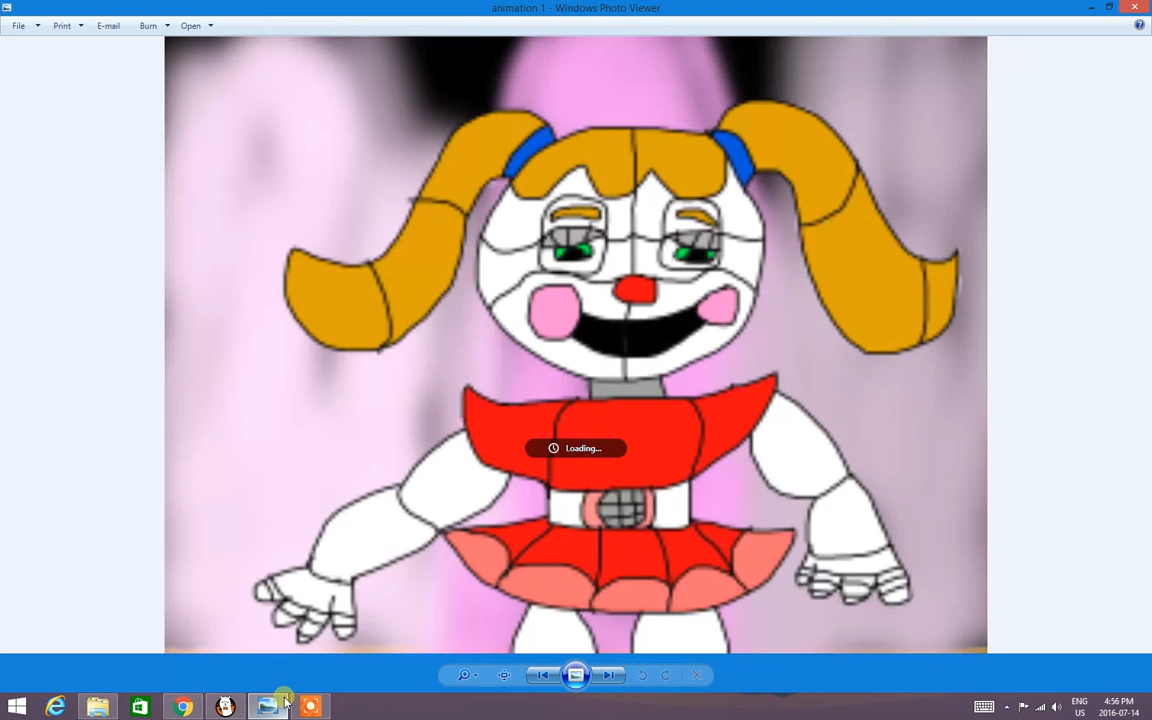 animation 1 - Windows Photo Viewer
File Print E-mail Burn Open
Loading...
ENG 4:56 PM
US 2016-07-14